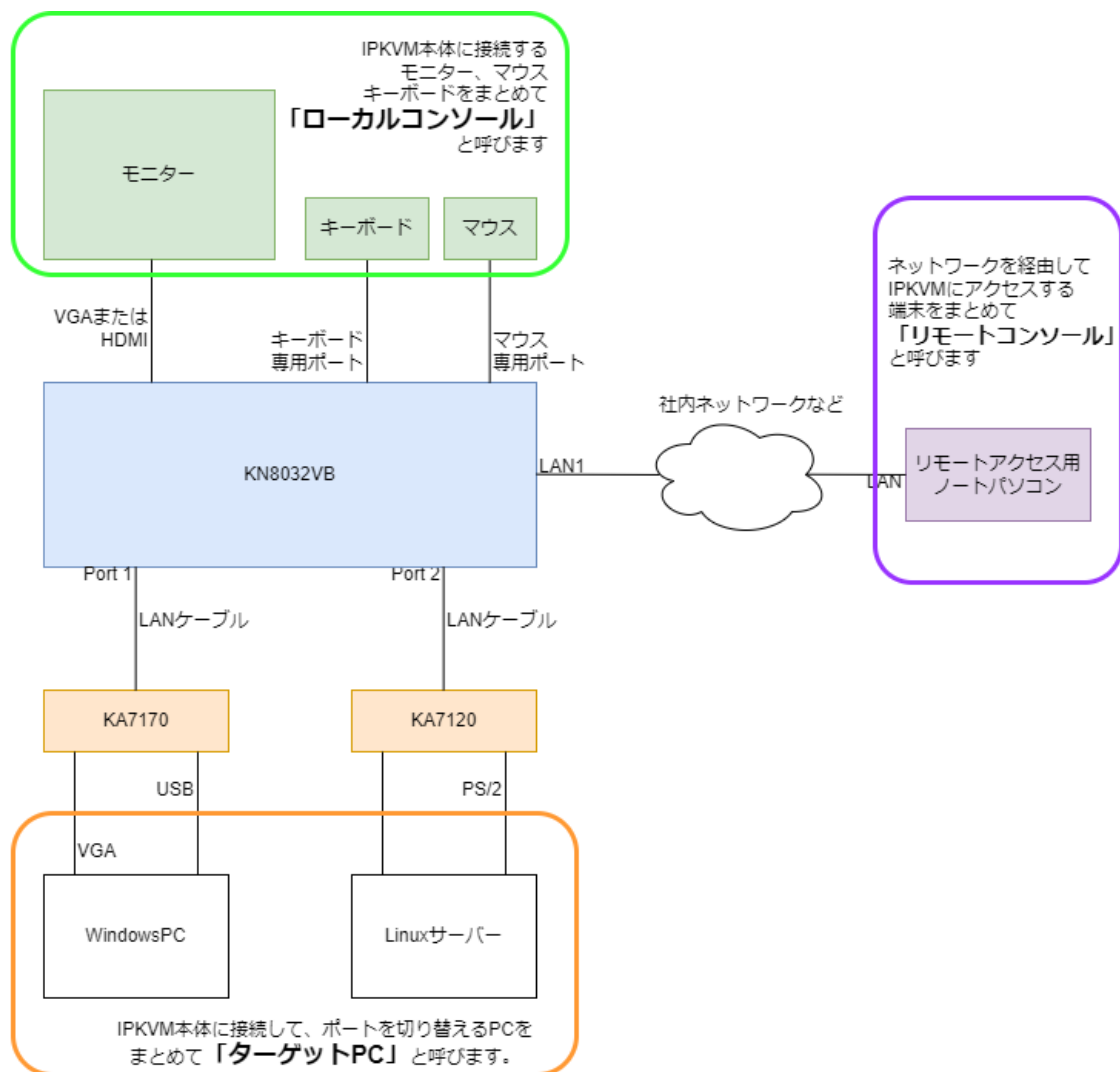 IPKVM本体に接続する
モニター、マウス
キーボードをまとめて
「ローカルコンソール」
と呼びます
モニター
キーボード
マウス
VGAまたは
HDMI
キーボード
専用ポート
マウス
専用ポート
ネットワークを経由して
IPKVMにアクセスする
端末をまとめて
「リモートコンソール」
と呼びます
社内ネットワークなど
KN8032VB
LAN1
LAN
リモートアクセス用
ノートパソコン
Port 1
Port 2
LANケーブル
LANケーブル
KA7170
KA7120
USB
PS/2
VGA
WindowsPC
Linuxサーバー
IPKVM本体に接続して、ポートを切り替えるPCを
まとめて「ターゲットPC」と呼びます。